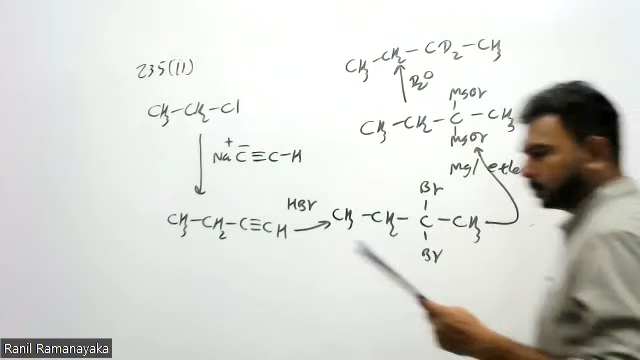 235(11)
CH3-CH2-CD2-CH3
D2O
CH3-CH2-Cl
MgBr
CH3-CH2-C-CH3
MgBr
Na+ C̄≡C-H
Mg/ ethe
HBr
Br
CH3-CH2-C≡CH
CH3-CH2-C-CH3
Br
Ranil Ramanayaka